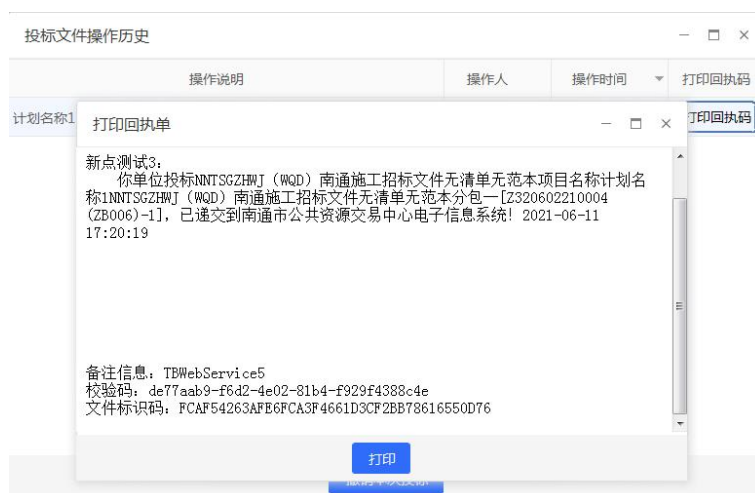 投标文件操作历史
操作说明 操作人 操作时间 打印回执码
计划名称1 打印回执码
打印回执单
新点测试3:
你单位投标NNTSGZHWJ（WQD）南通施工招标文件无清单无范本项目名称计划名
称1NNTSGZHWJ（WQD）南通施工招标文件无清单无范本分包一[Z320602210004
(ZB006)-1]，已递交到南通市公共资源交易中心电子信息系统! 2021-06-11
17:20:19
备注信息: TBWebService5
校验码: de77aab9-f6d2-4e02-81b4-f929f4388c4e
文件标识码: FCAF54263AFE6FCA3F4661D3CF2BB78616550D76
打印